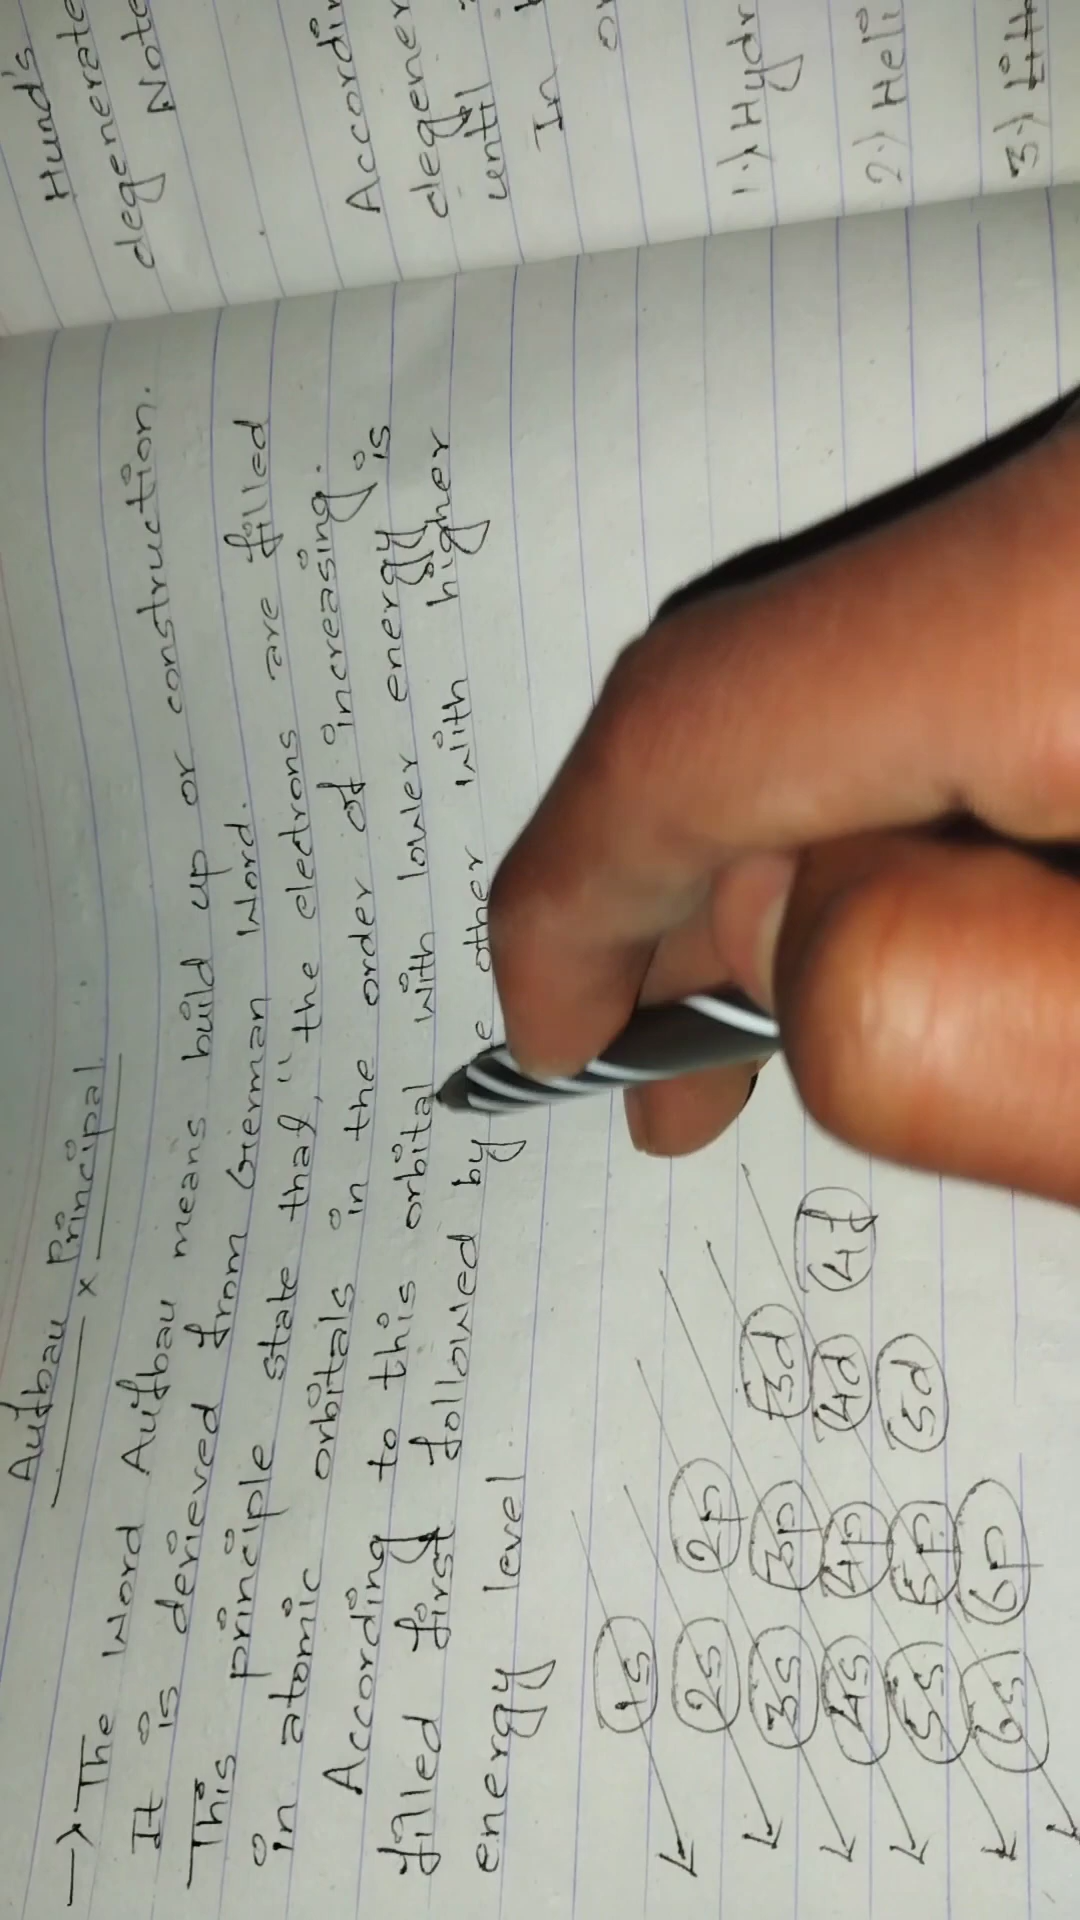 Aufbau Principal
x
→ The Word Aufbau means build up or construction.
It is derieved from German Word.
This principle state that, "the electrons are filled
in atomic orbitals in the order of increasing.
According to this orbital with lower energy is
filled first followed by other with higher
energy level.
1s
2s 2p
3s 3p 3d
4s 4p 4d 4f
5s 5p 5d
6s 6p
Hund's
degenerate
Note
Accordin
degener
until
In
1.) Hydr
2.) Heli
3.)